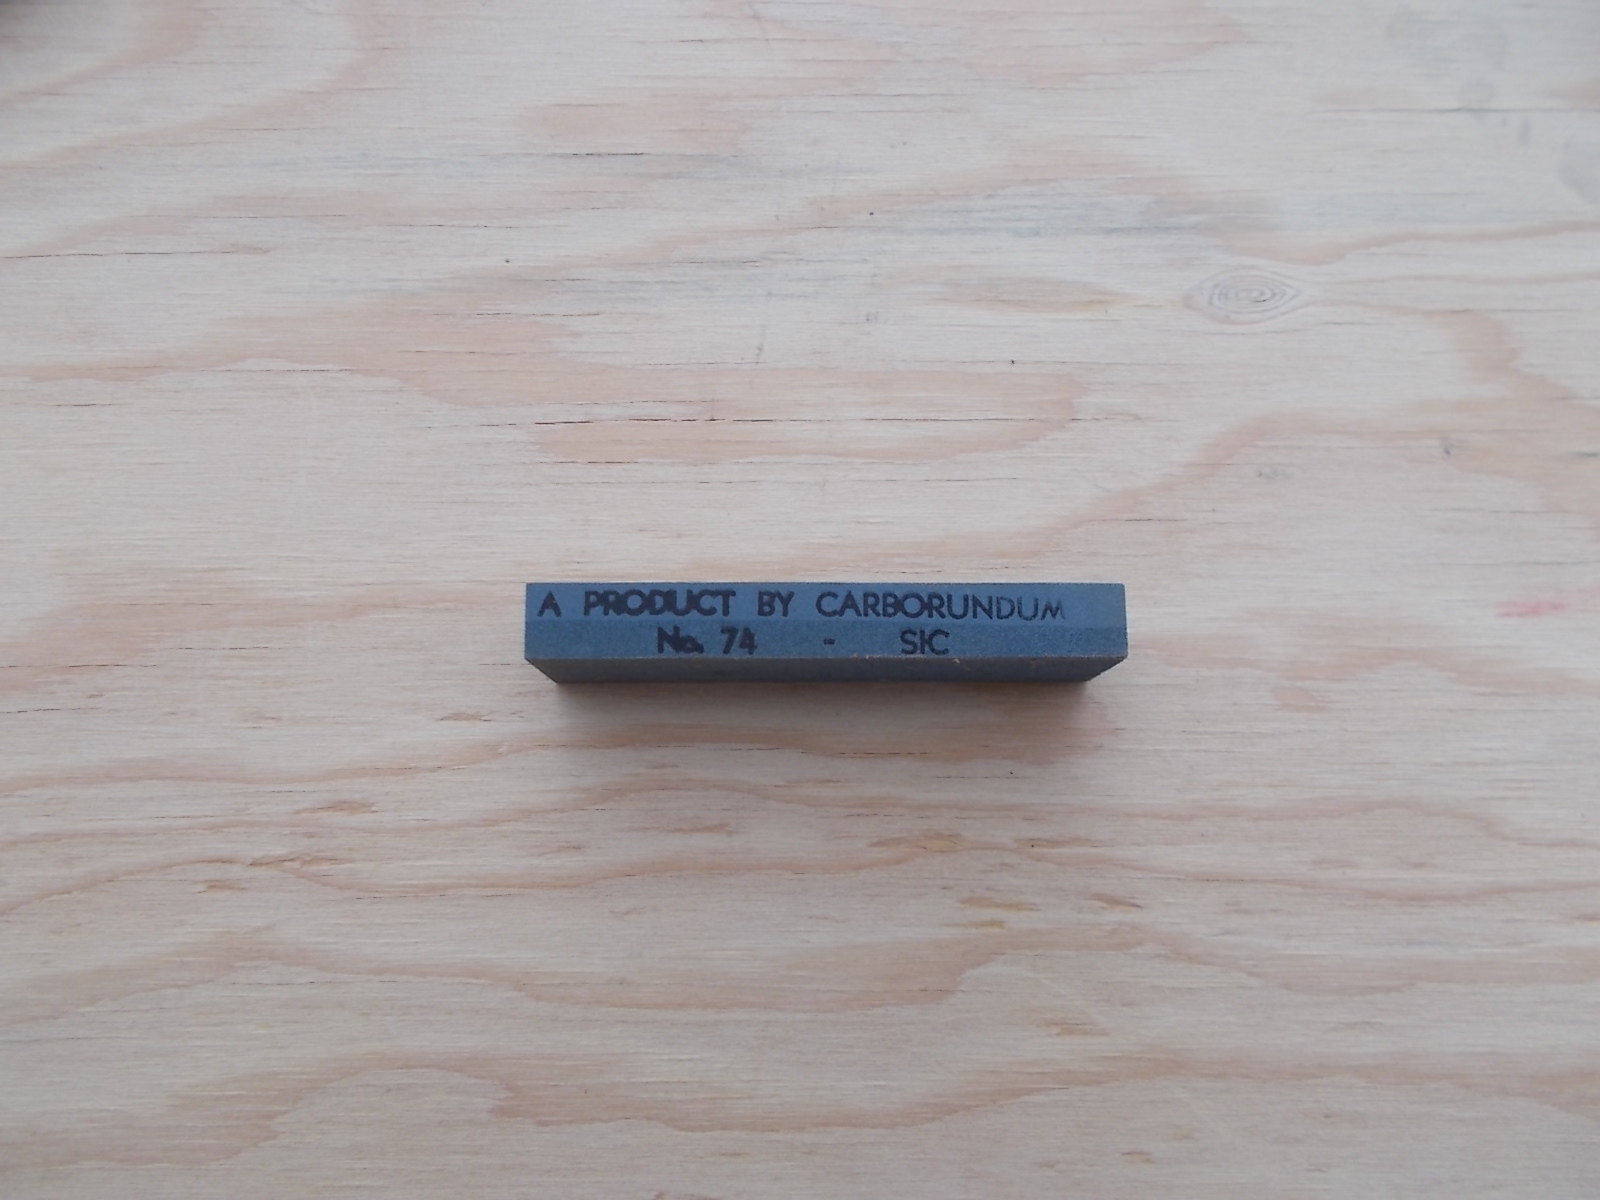 A PRODUCT BY CARBORUNDUM
No. 74 - SIC